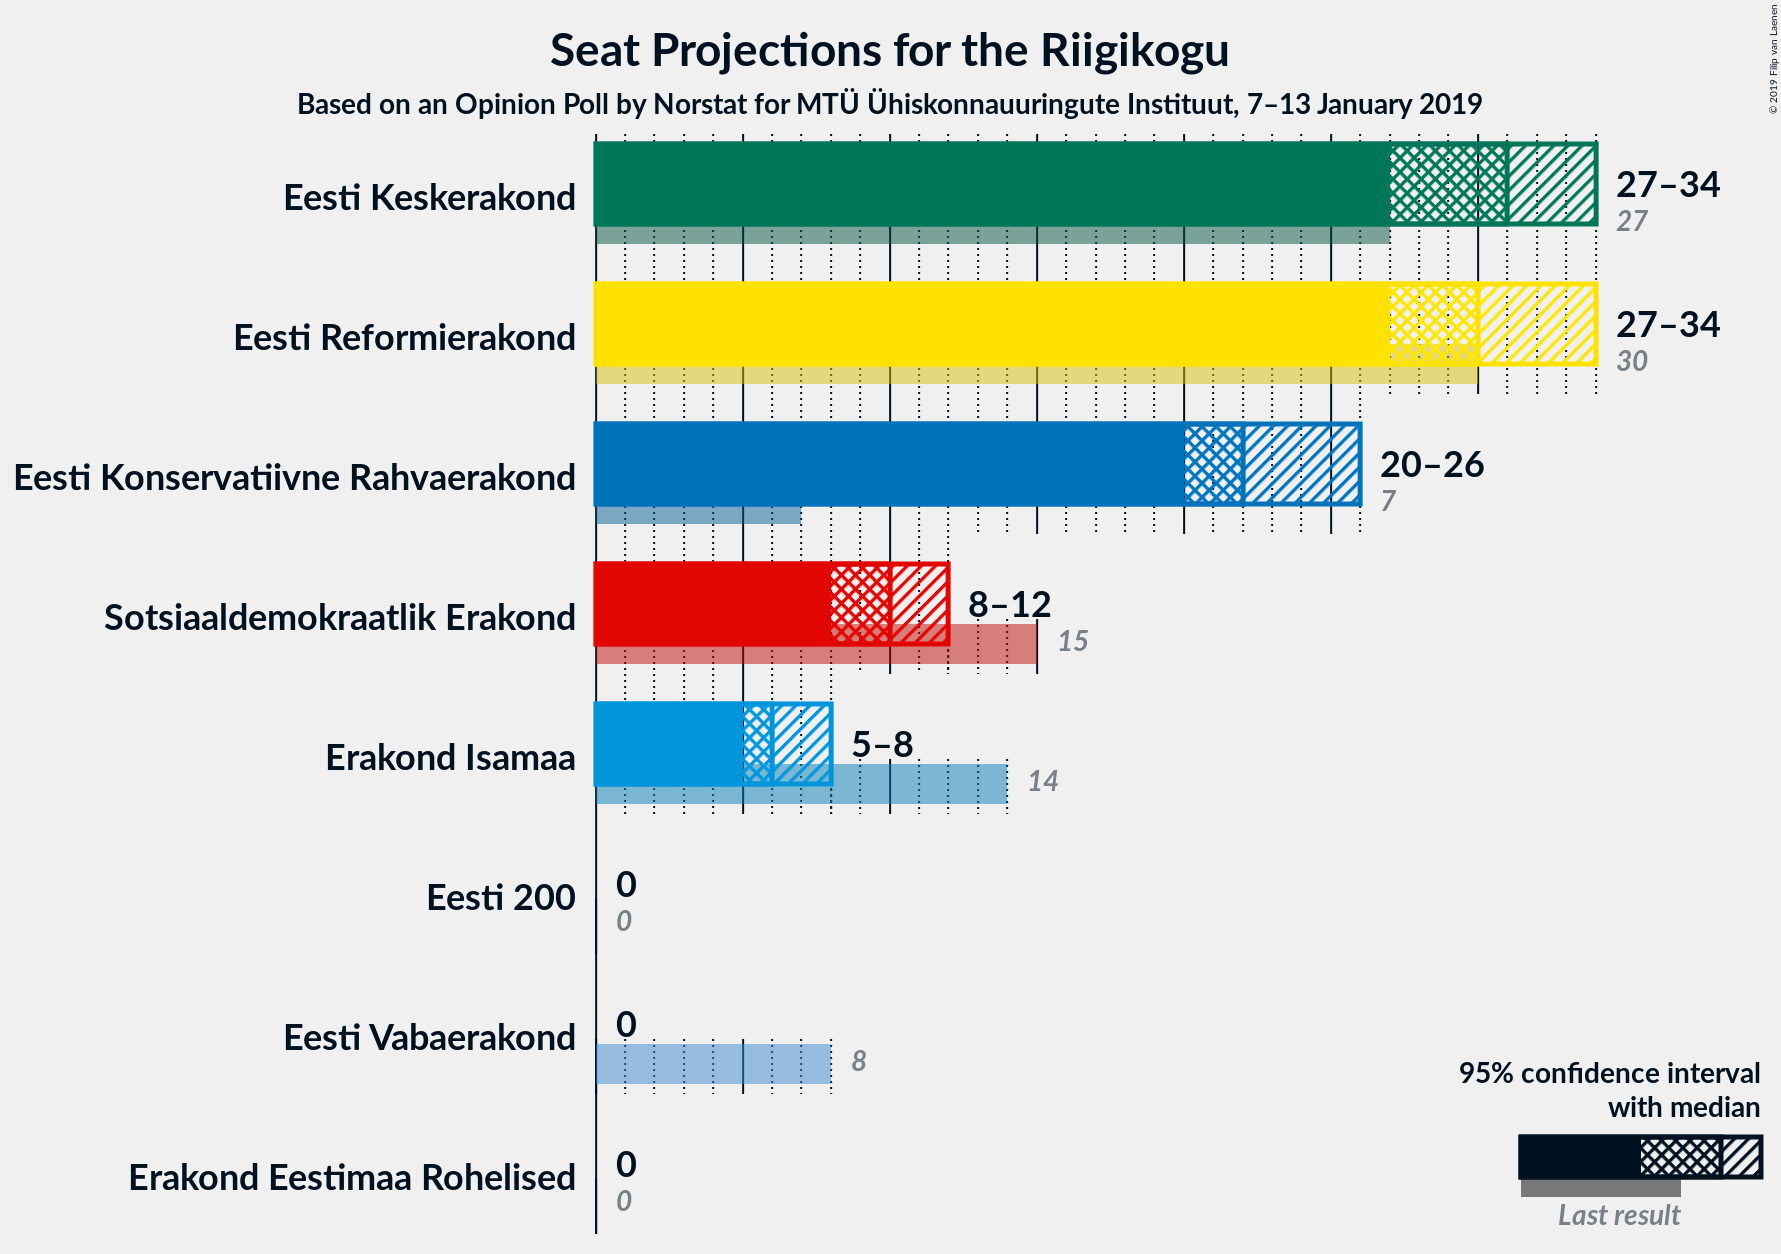 Seat Projections for the Riigikogu
Based on an Opinion Poll by Norstat for MTÜ Ühiskonnauuringute Instituut, 7–13 January 2019
© 2019 Filip van Laenen
Eesti Keskerakond
27–34
27
Eesti Reformierakond
27–34
30
Eesti Konservatiivne Rahvaerakond
20–26
7
Sotsiaaldemokraatlik Erakond
8–12
15
Erakond Isamaa
5–8
14
Eesti 200
0
0
Eesti Vabaerakond
0
8
Erakond Eestimaa Rohelised
0
0
95% confidence interval
with median
Last result